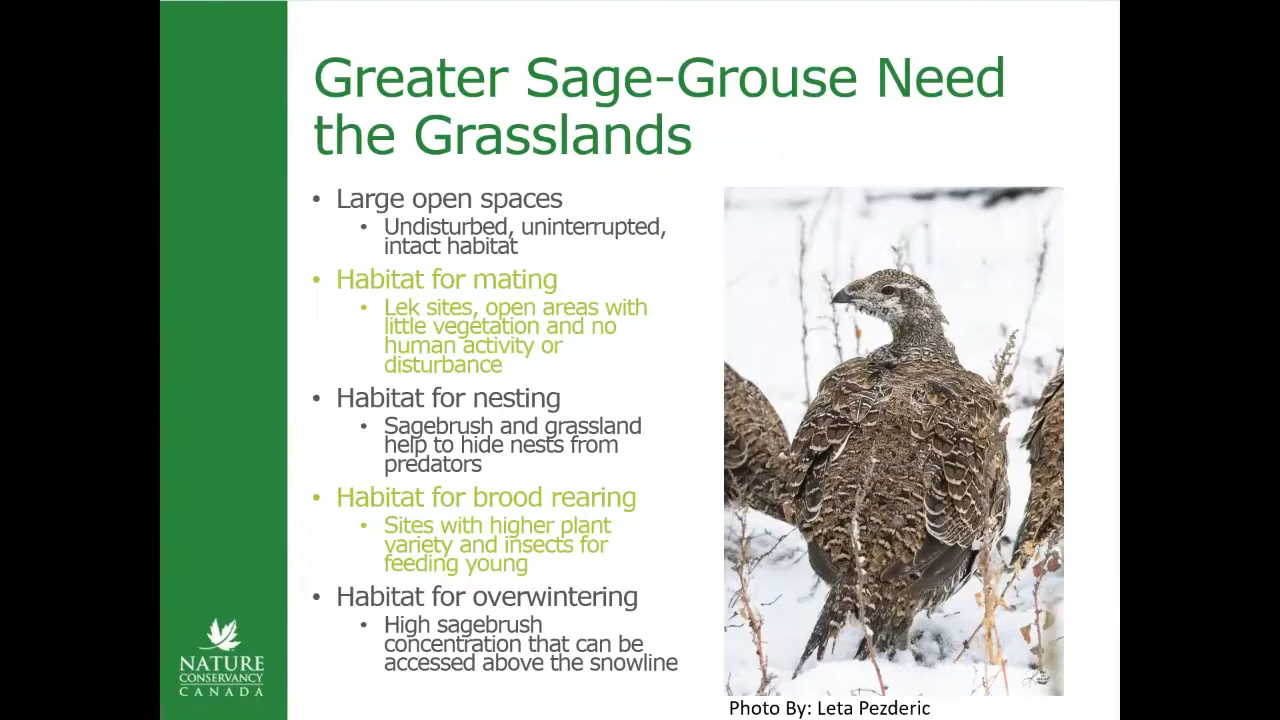 Greater Sage-Grouse Need
the Grasslands
• Large open spaces
• Undisturbed, uninterrupted,
intact habitat
• Habitat for mating
• Lek sites, open areas with
little vegetation and no
human activity or
disturbance
• Habitat for nesting
• Sagebrush and grassland
help to hide nests from
predators
• Habitat for brood rearing
• Sites with higher plant
variety and insects for
feeding young
• Habitat for overwintering
• High sagebrush
concentration that can be
accessed above the snowline
NATURE
CONSERVANCY
CANADA
Photo By: Leta Pezderic